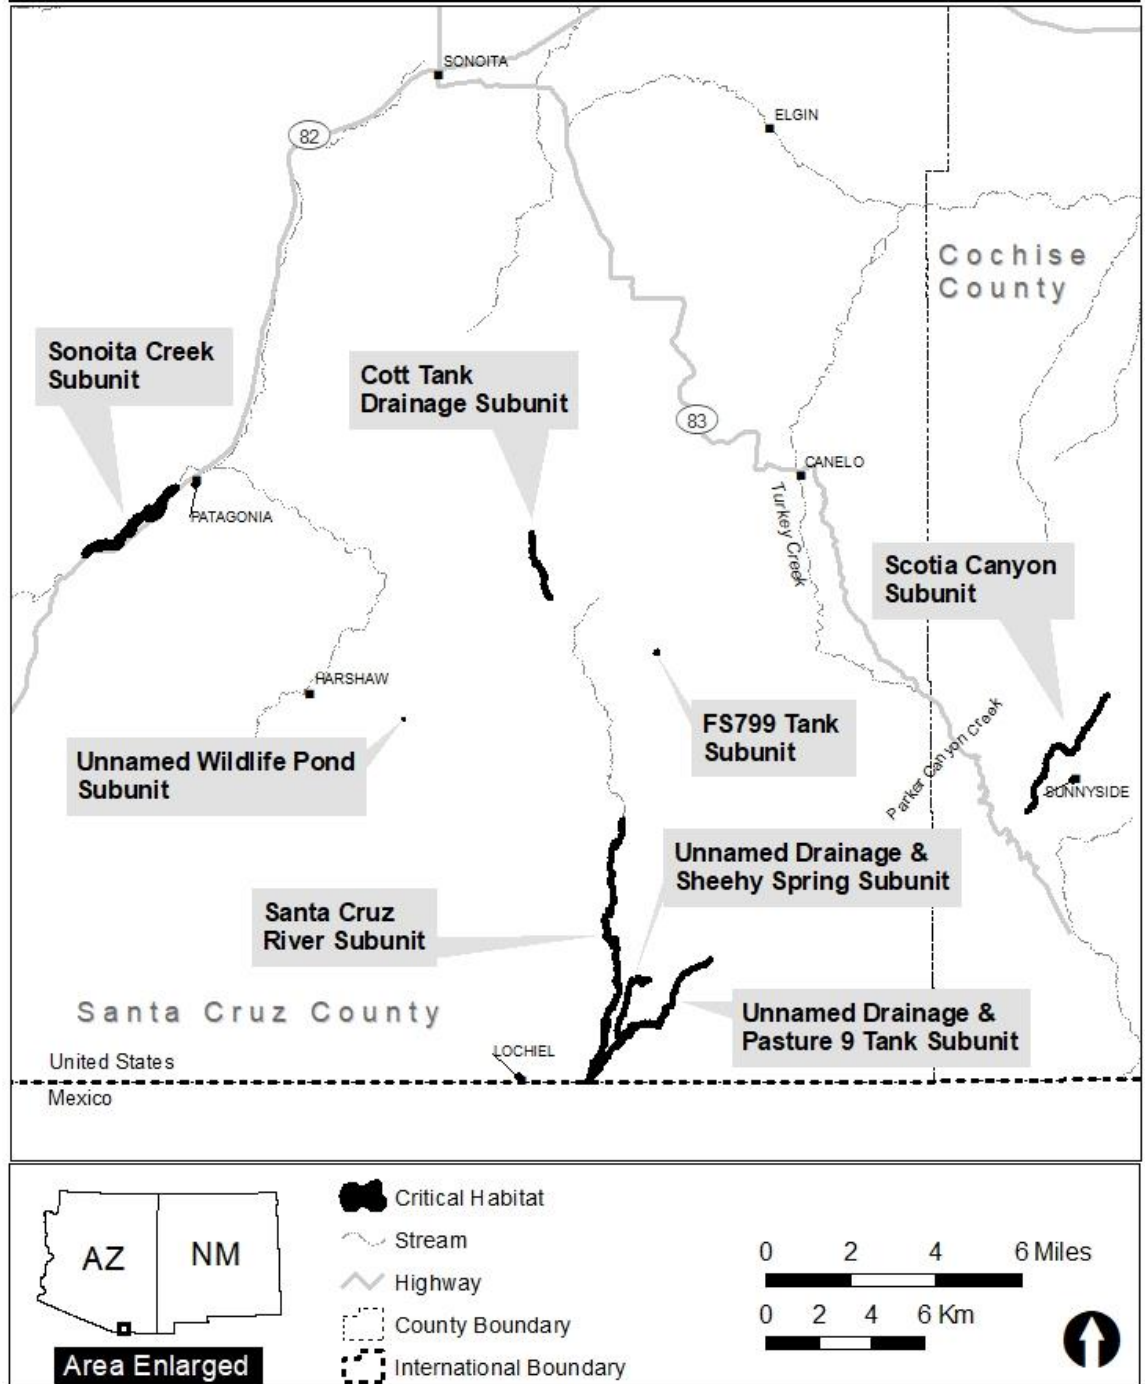 SONOITA
ELGIN
82
Cochise
County
Sonoita Creek
Subunit
Cott Tank
Drainage Subunit
83
CANELO
PATAGONIA
Turkey Creek
Scotia Canyon
Subunit
HARSHAW
FS799 Tank
Subunit
Unnamed Wildlife Pond
Subunit
Parker Canyon Creek
SUNNYSIDE
Unnamed Drainage &
Sheehy Spring Subunit
Santa Cruz
River Subunit
Santa Cruz County
Unnamed Drainage &
Pasture 9 Tank Subunit
LOCHIEL
United States
Mexico
AZ NM
Area Enlarged
Critical Habitat
Stream
Highway
County Boundary
International Boundary
0 2 4 6 Miles
0 2 4 6 Km